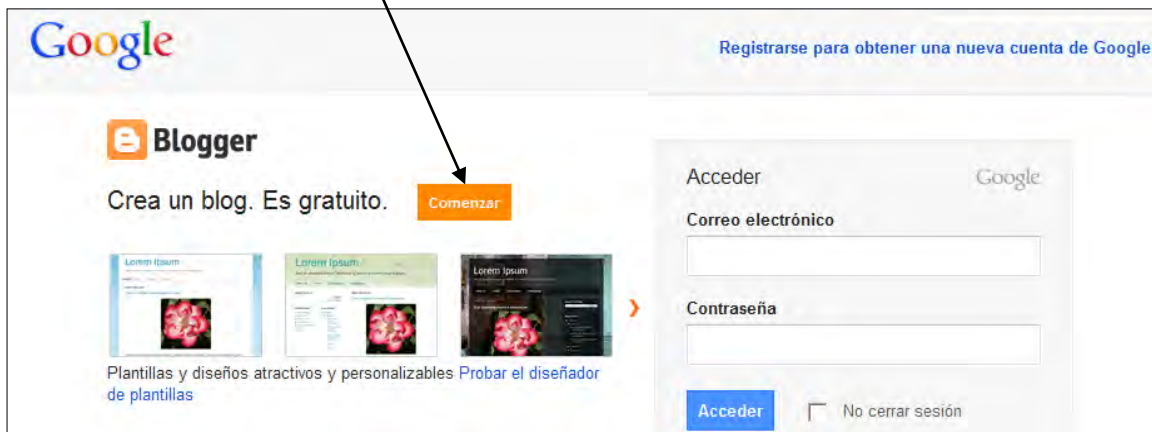 Google
Registrarse para obtener una nueva cuenta de Google
Blogger
Crea un blog. Es gratuito.
Comenzar
Lorem Ipsum
Lorem Ipsum
Lorem Ipsum
Plantillas y diseños atractivos y personalizables Probar el diseñador
de plantillas
Acceder
Google
Correo electrónico
Contraseña
Acceder
No cerrar sesión